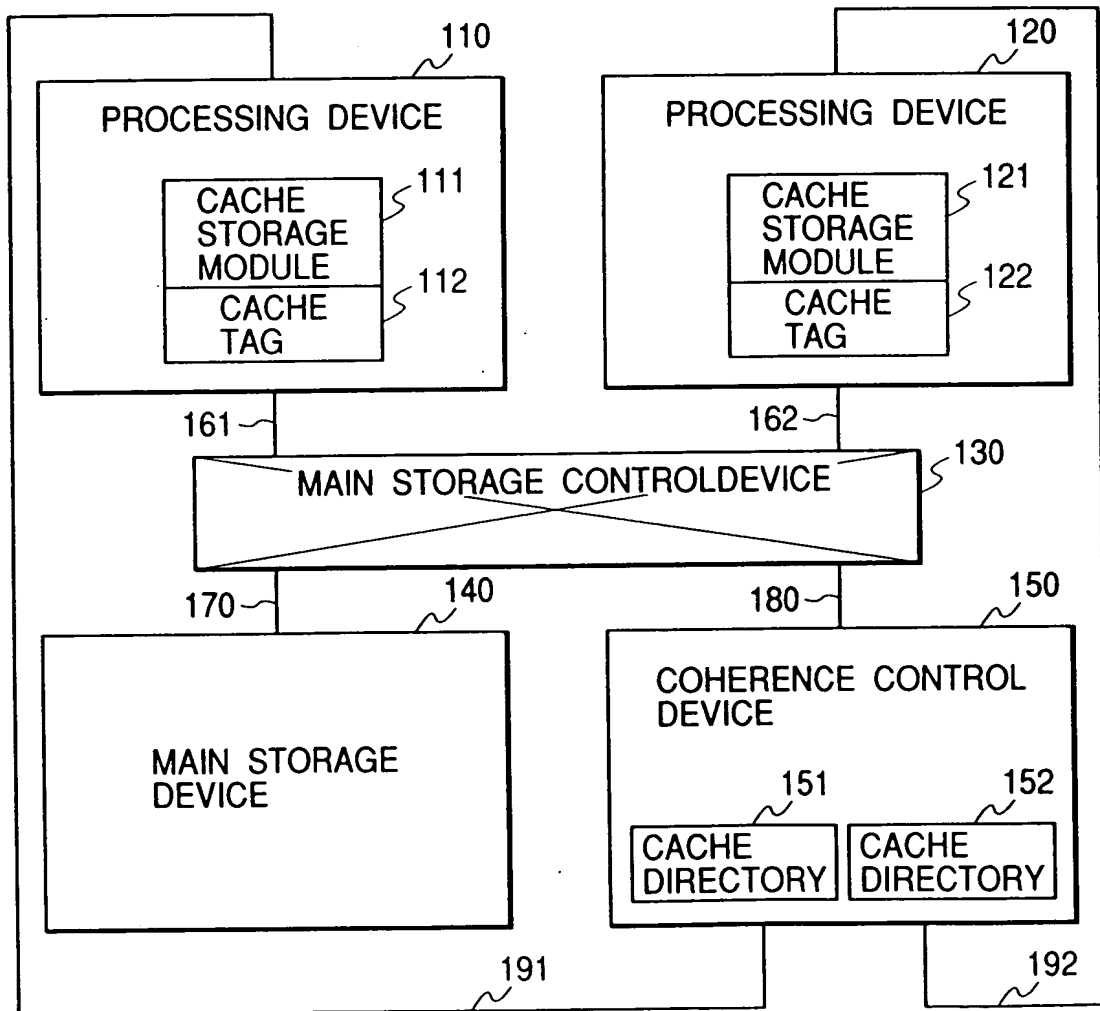 110
120
PROCESSING DEVICE
PROCESSING DEVICE
CACHE
STORAGE
MODULE
111
CACHE
TAG
112
CACHE
STORAGE
MODULE
121
CACHE
TAG
122
161
162
MAIN STORAGE CONTROLDEVICE
130
170
140
180
150
MAIN STORAGE
DEVICE
COHERENCE CONTROL
DEVICE
151
152
CACHE
DIRECTORY
CACHE
DIRECTORY
191
192